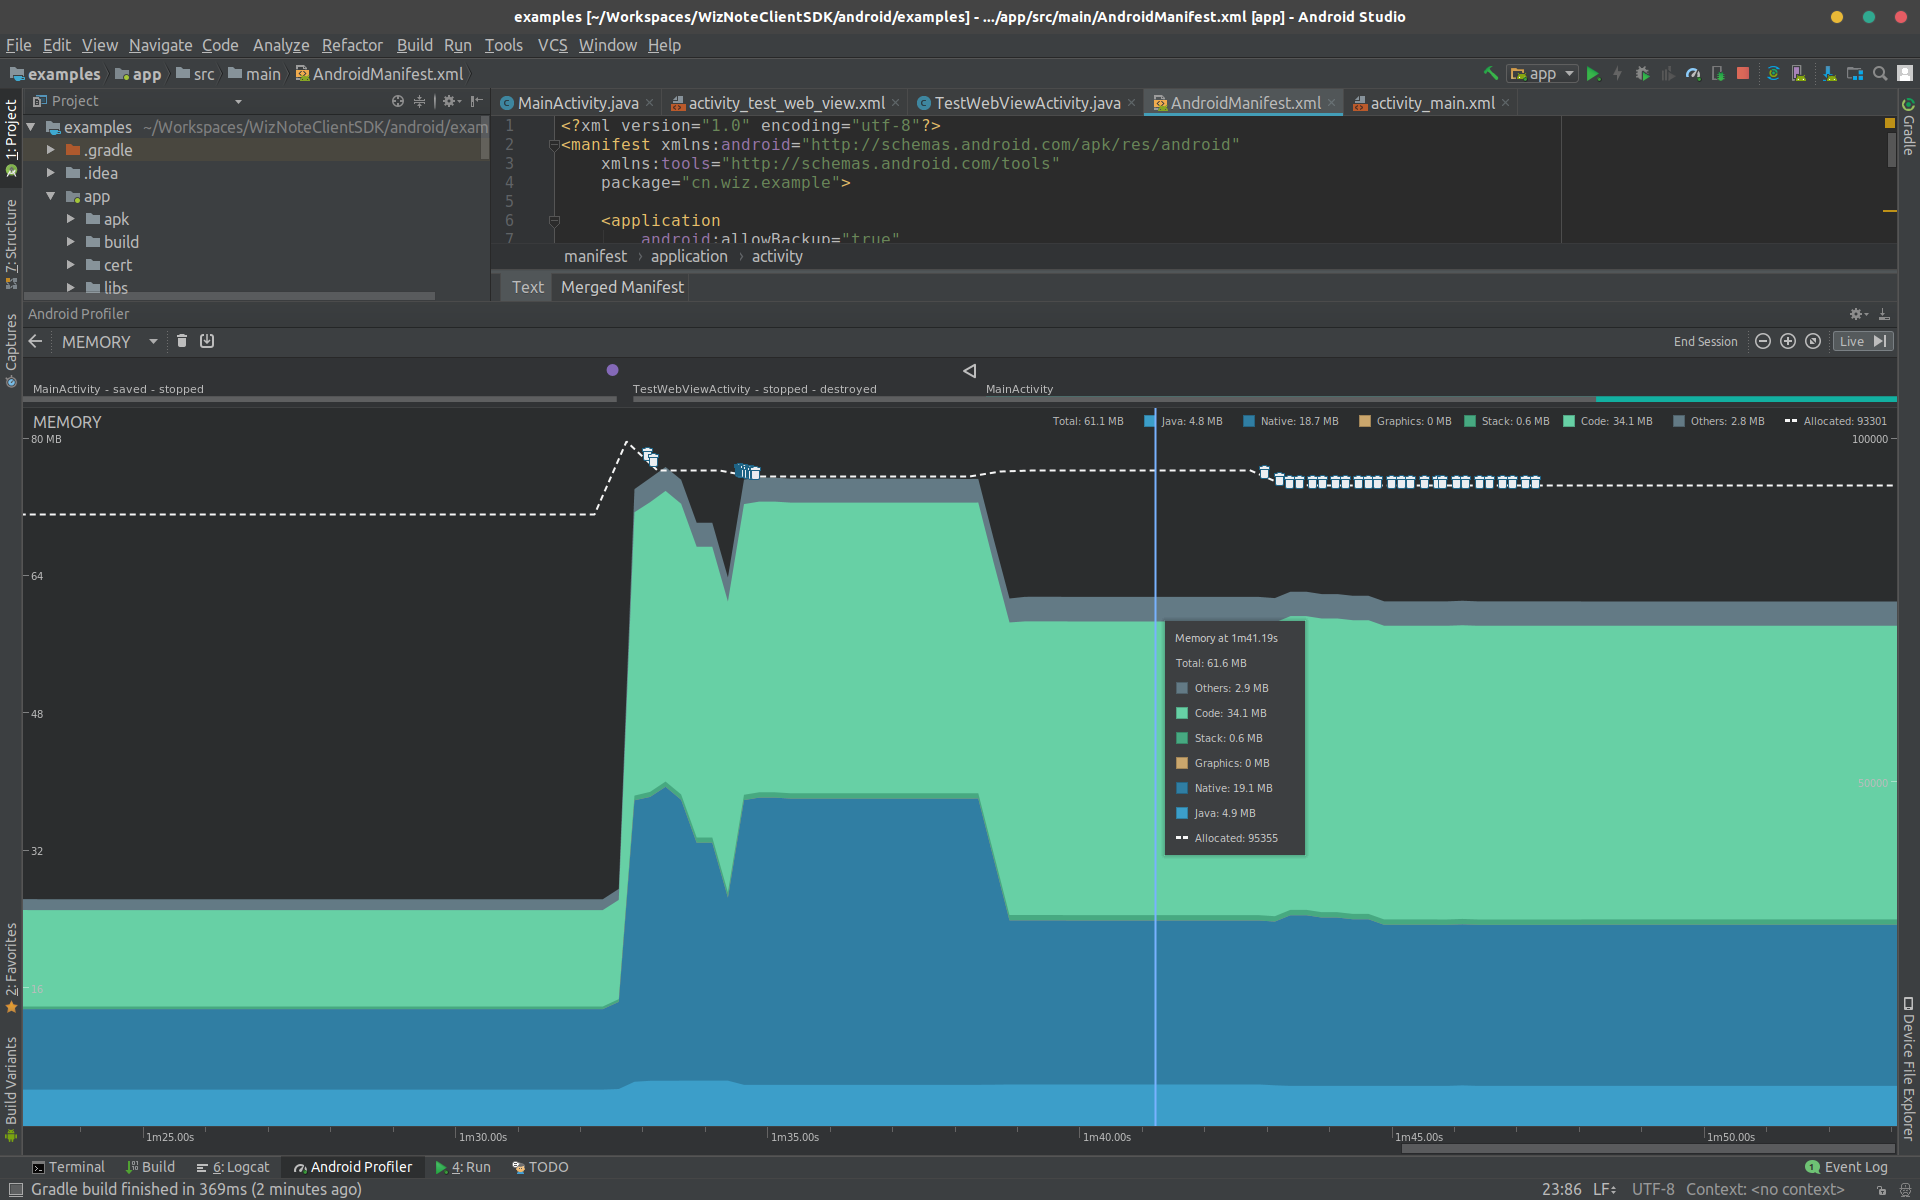 examples [~/Workspaces/WizNoteClientSDK/android/examples] - .../app/src/main/AndroidManifest.xml [app] - Android Studio
File Edit View Navigate Code Analyze Refactor Build Run Tools VCS Window Help
examples app src main AndroidManifest.xml app
1: Project
7: Structure
Captures
2: Favorites
Build Variants
Project
examples ~/Workspaces/WizNoteClientSDK/android/exam
.gradle
.idea
app
apk
build
cert
libs
MainActivity.java activity_test_web_view.xml TestWebViewActivity.java AndroidManifest.xml activity_main.xml
1 <?xml version="1.0" encoding="utf-8"?>
2 <manifest xmlns:android="http://schemas.android.com/apk/res/android"
3 xmlns:tools="http://schemas.android.com/tools"
4 package="cn.wiz.example">
5
6 <application
7 android:allowBackup="true"
manifest › application › activity
Text Merged Manifest
Gradle
Device File Explorer
Android Profiler
MEMORY End Session Live
MainActivity - saved - stopped TestWebViewActivity - stopped - destroyed MainActivity
MEMORY Total: 61.1 MB Java: 4.8 MB Native: 18.7 MB Graphics: 0 MB Stack: 0.6 MB Code: 34.1 MB Others: 2.8 MB Allocated: 93301
80 MB 100000
64
48
32
16
50000
Memory at 1m41.19s
Total: 61.6 MB
Others: 2.9 MB
Code: 34.1 MB
Stack: 0.6 MB
Graphics: 0 MB
Native: 19.1 MB
Java: 4.9 MB
Allocated: 95355
1m25.00s 1m30.00s 1m35.00s 1m40.00s 1m45.00s 1m50.00s
Terminal Build 6: Logcat Android Profiler 4: Run TODO 1 Event Log
Gradle build finished in 369ms (2 minutes ago) 23:86 LF UTF-8 Context: <no context>